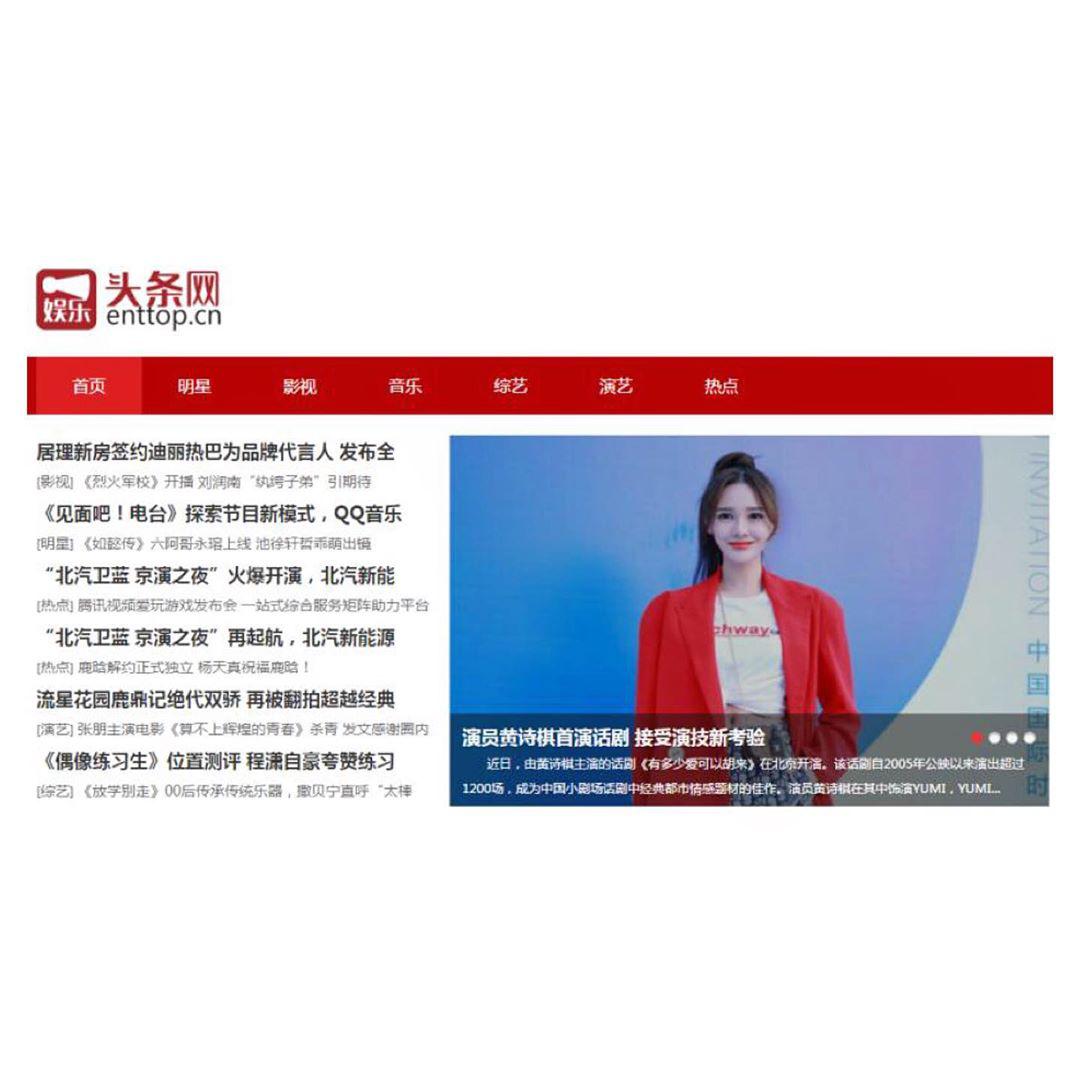 娱乐
头条网
enttop.cn
首页 明星 影视 音乐 综艺 演艺 热点
居理新房签约迪丽热巴为品牌代言人 发布全
[影视] 《烈火军校》开播 刘润南“纨绔子弟”引期待
《见面吧！电台》探索节目新模式，QQ音乐
[明星] 《如懿传》六阿哥永瑢上线 池徐轩哲乖萌出镜
“北汽卫蓝 京演之夜”火爆开演，北汽新能
[热点] 腾讯视频爱玩游戏发布会 一站式综合服务矩阵助力平台
“北汽卫蓝 京演之夜”再起航，北汽新能源
[热点] 鹿晗解约正式独立 杨天真祝福鹿晗！
流星花园鹿鼎记绝代双骄 再被翻拍超越经典
[演艺] 张朋主演电影《算不上辉煌的青春》杀青 发文感谢圈内
《偶像练习生》位置测评 程潇自豪夸赞练习
[综艺] 《放学别走》00后传承传统乐器，撒贝宁直呼“太棒
INVITATION 中国国际时
chway
演员黄诗棋首演话剧 接受演技新考验
近日，由黄诗棋主演的话剧《有多少爱可以胡来》在北京开演。该话剧自2005年公映以来演出超过
1200场，成为中国小剧场话剧中经典都市情感题材的佳作。演员黄诗棋在其中饰演YUMI，YUMI...